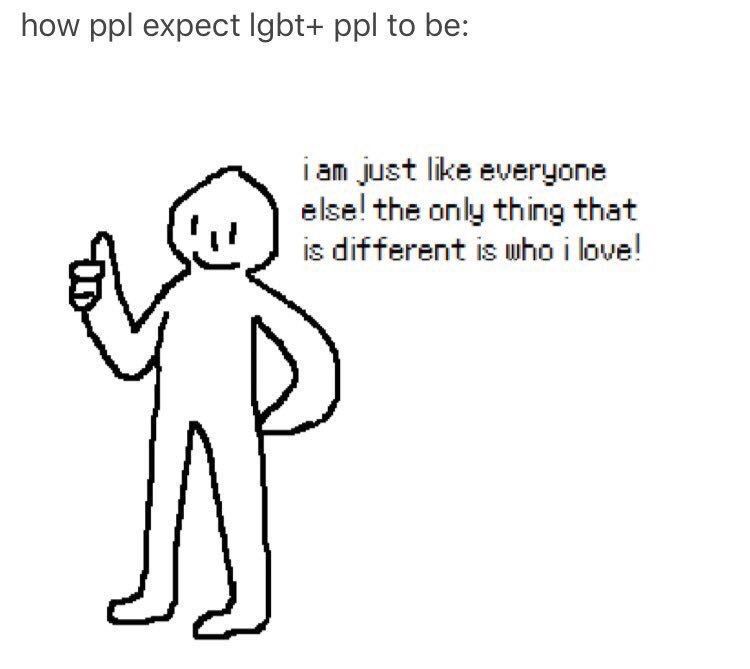 how ppl expect lgbt+ ppl to be:
i am just like everyone
else! the only thing that
is different is who i love!